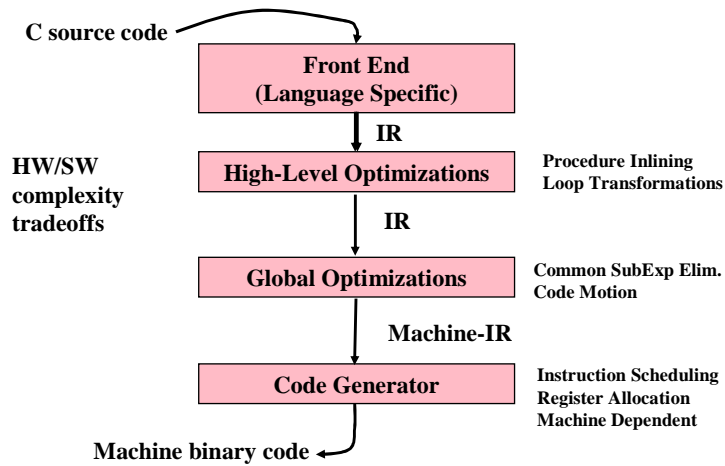 C source code
Front End
(Language Specific)
IR
HW/SW
complexity
tradeoffs
High-Level Optimizations
Procedure Inlining
Loop Transformations
IR
Global Optimizations
Common SubExp Elim.
Code Motion
Machine-IR
Code Generator
Instruction Scheduling
Register Allocation
Machine Dependent
Machine binary code